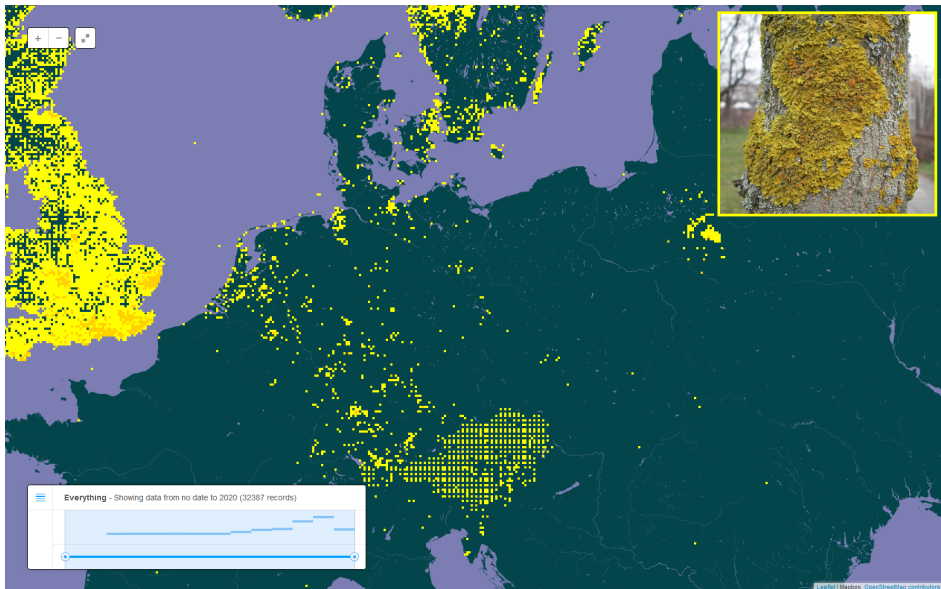 + −
Everything - Showing data from no date to 2020 (32387 records)
Leaflet | Mapbox, OpenStreetMap contributors